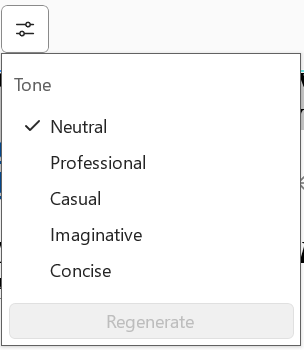 Tone
Neutral
Professional
Casual
Imaginative
Concise
Regenerate